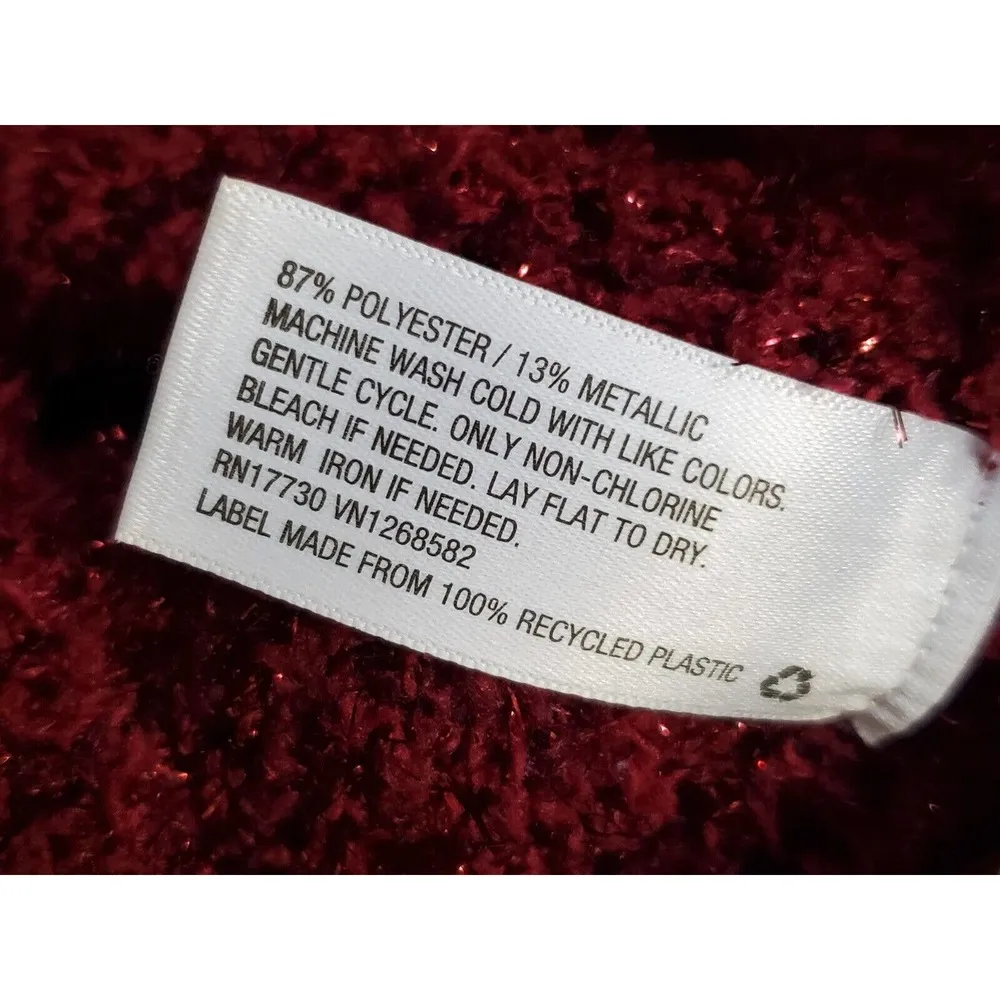 87% POLYESTER / 13% METALLIC
MACHINE WASH COLD WITH LIKE COLORS.
GENTLE CYCLE. ONLY NON-CHLORINE
BLEACH IF NEEDED. LAY FLAT TO DRY.
WARM IRON IF NEEDED.
RN17730 VN1268582
LABEL MADE FROM 100% RECYCLED PLASTIC